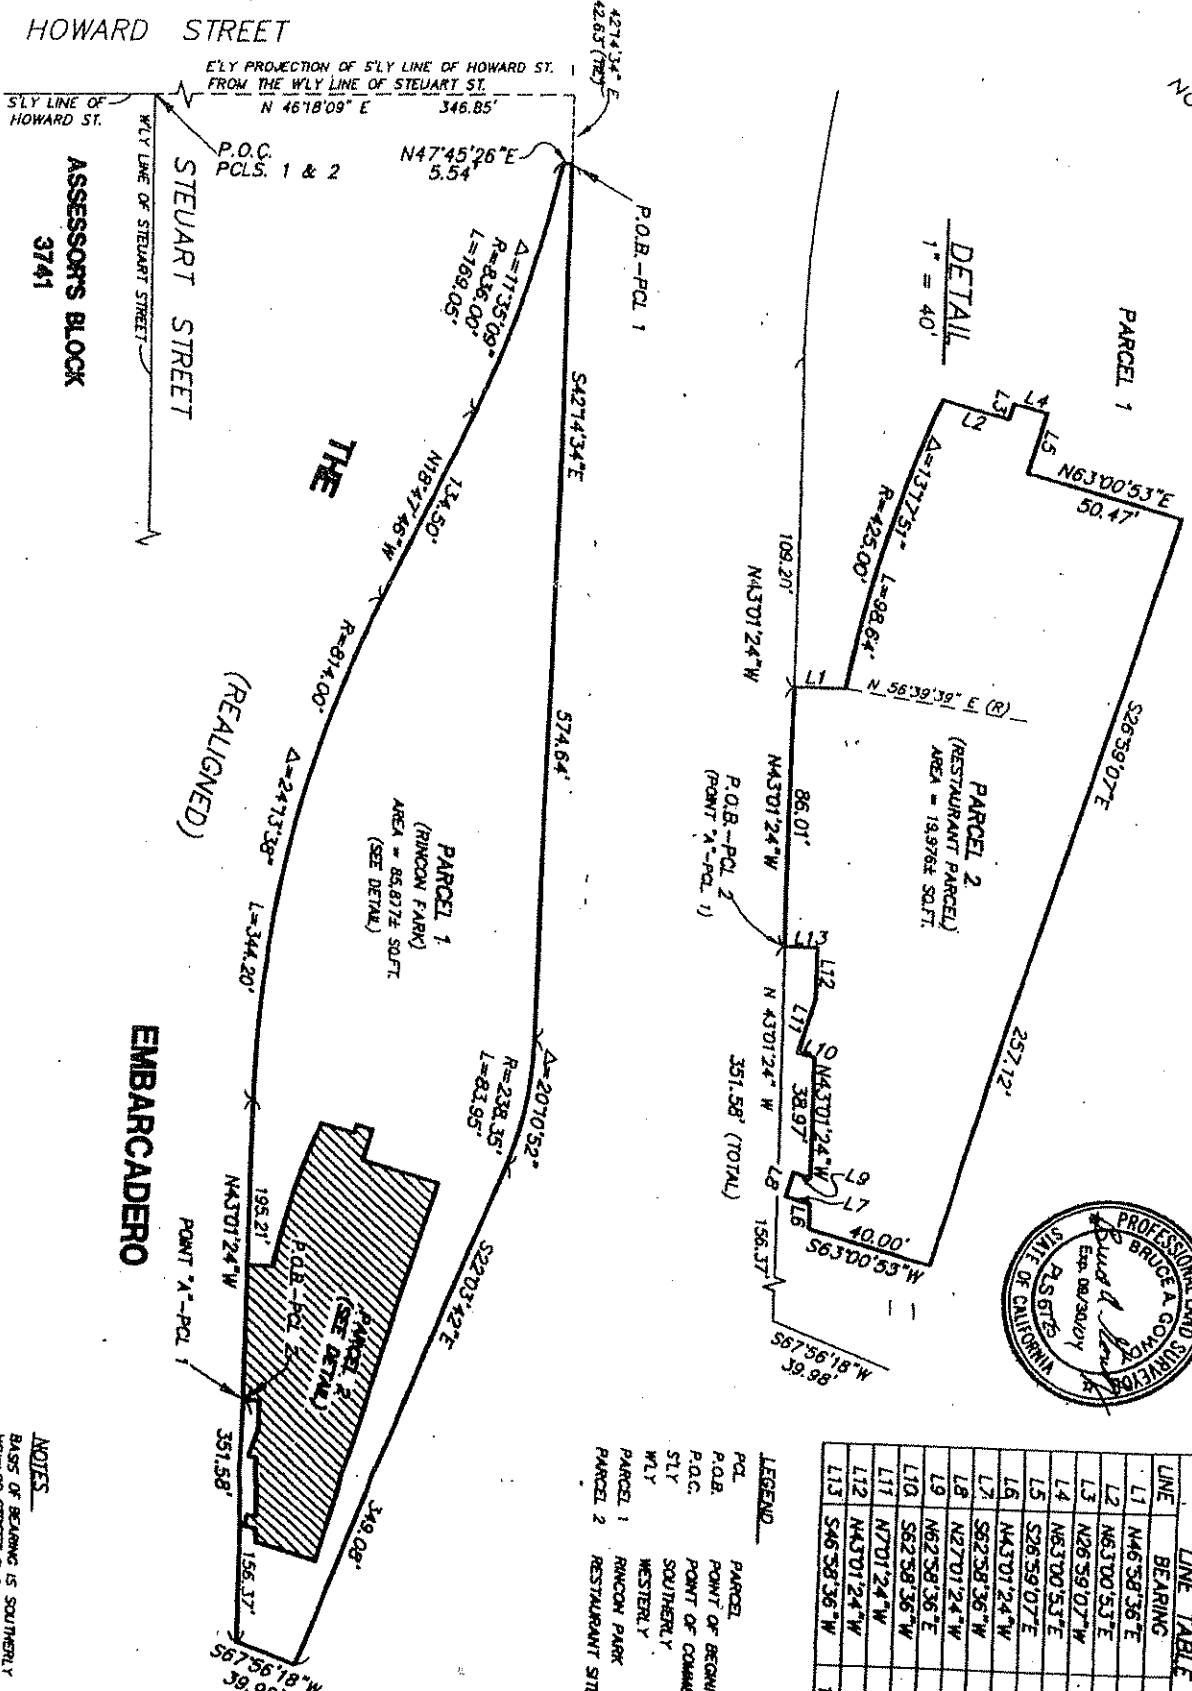 HOWARD STREET
E'LY PROJECTION OF S'LY LINE OF HOWARD ST.
FROM THE W'LY LINE OF STEUART ST.
N 46°18'09" E 346.85'
S'LY LINE OF
HOWARD ST.
W'LY LINE OF STEUART STREET
P.O.C.
PCLS. 1 & 2
N47°45'26"E
5.54'
STEUART STREET
ASSESSOR'S BLOCK
3741
P.O.B.-PCL 1
Δ=11°35'09"
R=836.00'
L=169.05'
S42°14'34"E
574.64'
THE
N18°47'46"W
134.50'
R=814.00'
Δ=24°13'38"
L=344.20'
(REALIGNED)
PARCEL 1
(RINCON PARK)
AREA = 85,877± SQ.FT.
(SEE DETAIL)
EMBARCADERO
Δ=20°10'52"
R=238.35'
L=83.95'
S22°03'42"E
349.08'
195.21'
N43°01'24"W
P.O.B.-PCL 2
PARCEL 2
(SEE DETAIL)
POINT "A"-PCL 1
351.58'
156.37'
S67°56'18"W
DETAIL
1" = 40'
PARCEL 1
L4
L3
L2
L5
N63°00'53"E
50.47'
Δ=13°17'51"
R=425.00'
L=98.64'
109.20'
N43°01'24"W
L1
N 56°39'39" E (R)
S26°59'07"E
257.12'
PARCEL 2
(RESTAURANT PARCEL)
AREA = 19,976± SQ.FT.
86.01'
N43°01'24"W
P.O.B.-PCL 2
(POINT "A"-PCL 1)
L13
L12
L11
L10
N43°01'24"W
38.97'
N 43°01'24" W
351.58' (TOTAL)
L9
L7
L8
L6
40.00'
S63°00'53"W
156.37'
S67°56'18"W
39.98'
PROFESSIONAL LAND SURVEYOR
BRUCE A. GOWDY
Exp. 09/30/04
PLS 6725
STATE OF CALIFORNIA
LINE TABLE
LINE BEARING
L1 N46°58'36"E
L2 N63°00'53"E
L3 N26°59'07"W
L4 N63°00'53"E
L5 S26°59'07"E
L6 N43°01'24"W
L7 S62°58'36"W
L8 N27°01'24"W
L9 N62°58'36"E
L10 S62°58'36"W
L11 N7°01'24"W
L12 N43°01'24"W
L13 S46°58'36"W
LEGEND
PCL PARCEL
P.O.B. POINT OF
P.O.C. POINT OF
S'LY SOUTHERLY
W'LY WESTERLY
PARCEL 1 RINCON PARK
PARCEL 2 RESTAURANT
NOTES
BASIS OF BEARING IS SOUTHERLY